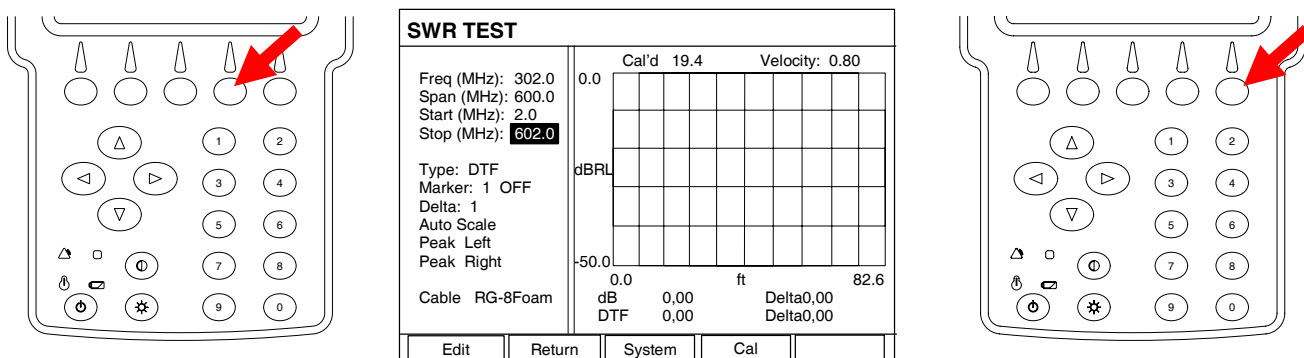 1 2
3 4
5 6
7 8
9 0
SWR TEST
Freq (MHz): 302.0
Span (MHz): 600.0
Start (MHz): 2.0
Stop (MHz): 602.0
Type: DTF
Marker: 1 OFF
Delta: 1
Auto Scale
Peak Left
Peak Right
Cable RG-8Foam
Cal'd 19.4 Velocity: 0.80
0.0
dBRL
-50.0
0.0 ft 82.6
dB 0,00 Delta0,00
DTF 0,00 Delta0,00
Edit Return System Cal
1 2
3 4
5 6
7 8
9 0